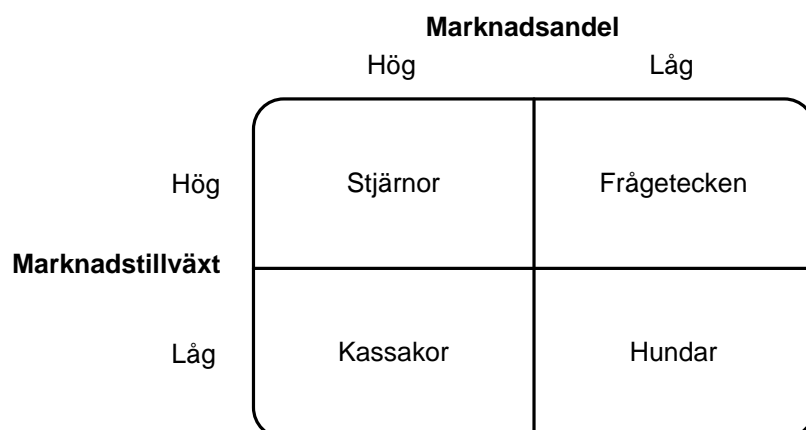 Marknadsandel
Hög Låg
Hög Stjärnor Frågetecken
Marknadstillväxt
Låg Kassakor Hundar